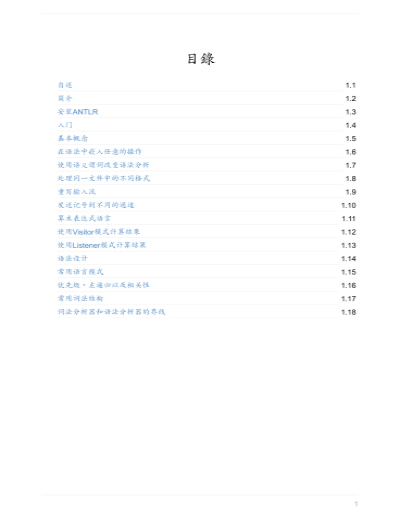 目錄
自述 1.1
简介 1.2
安装ANTLR 1.3
入门 1.4
基本概念 1.5
在语法中嵌入任意的操作 1.6
使用语义谓词改变语法分析 1.7
处理同一文件中的不同格式 1.8
重写输入流 1.9
发送记号到不同的通道 1.10
算术表达式语言 1.11
使用Visitor模式计算结果 1.12
使用Listener模式计算结果 1.13
语法设计 1.14
常用语言模式 1.15
优先级、左递归以及相关性 1.16
常用词法结构 1.17
词法分析器和语法分析器的界线 1.18
1